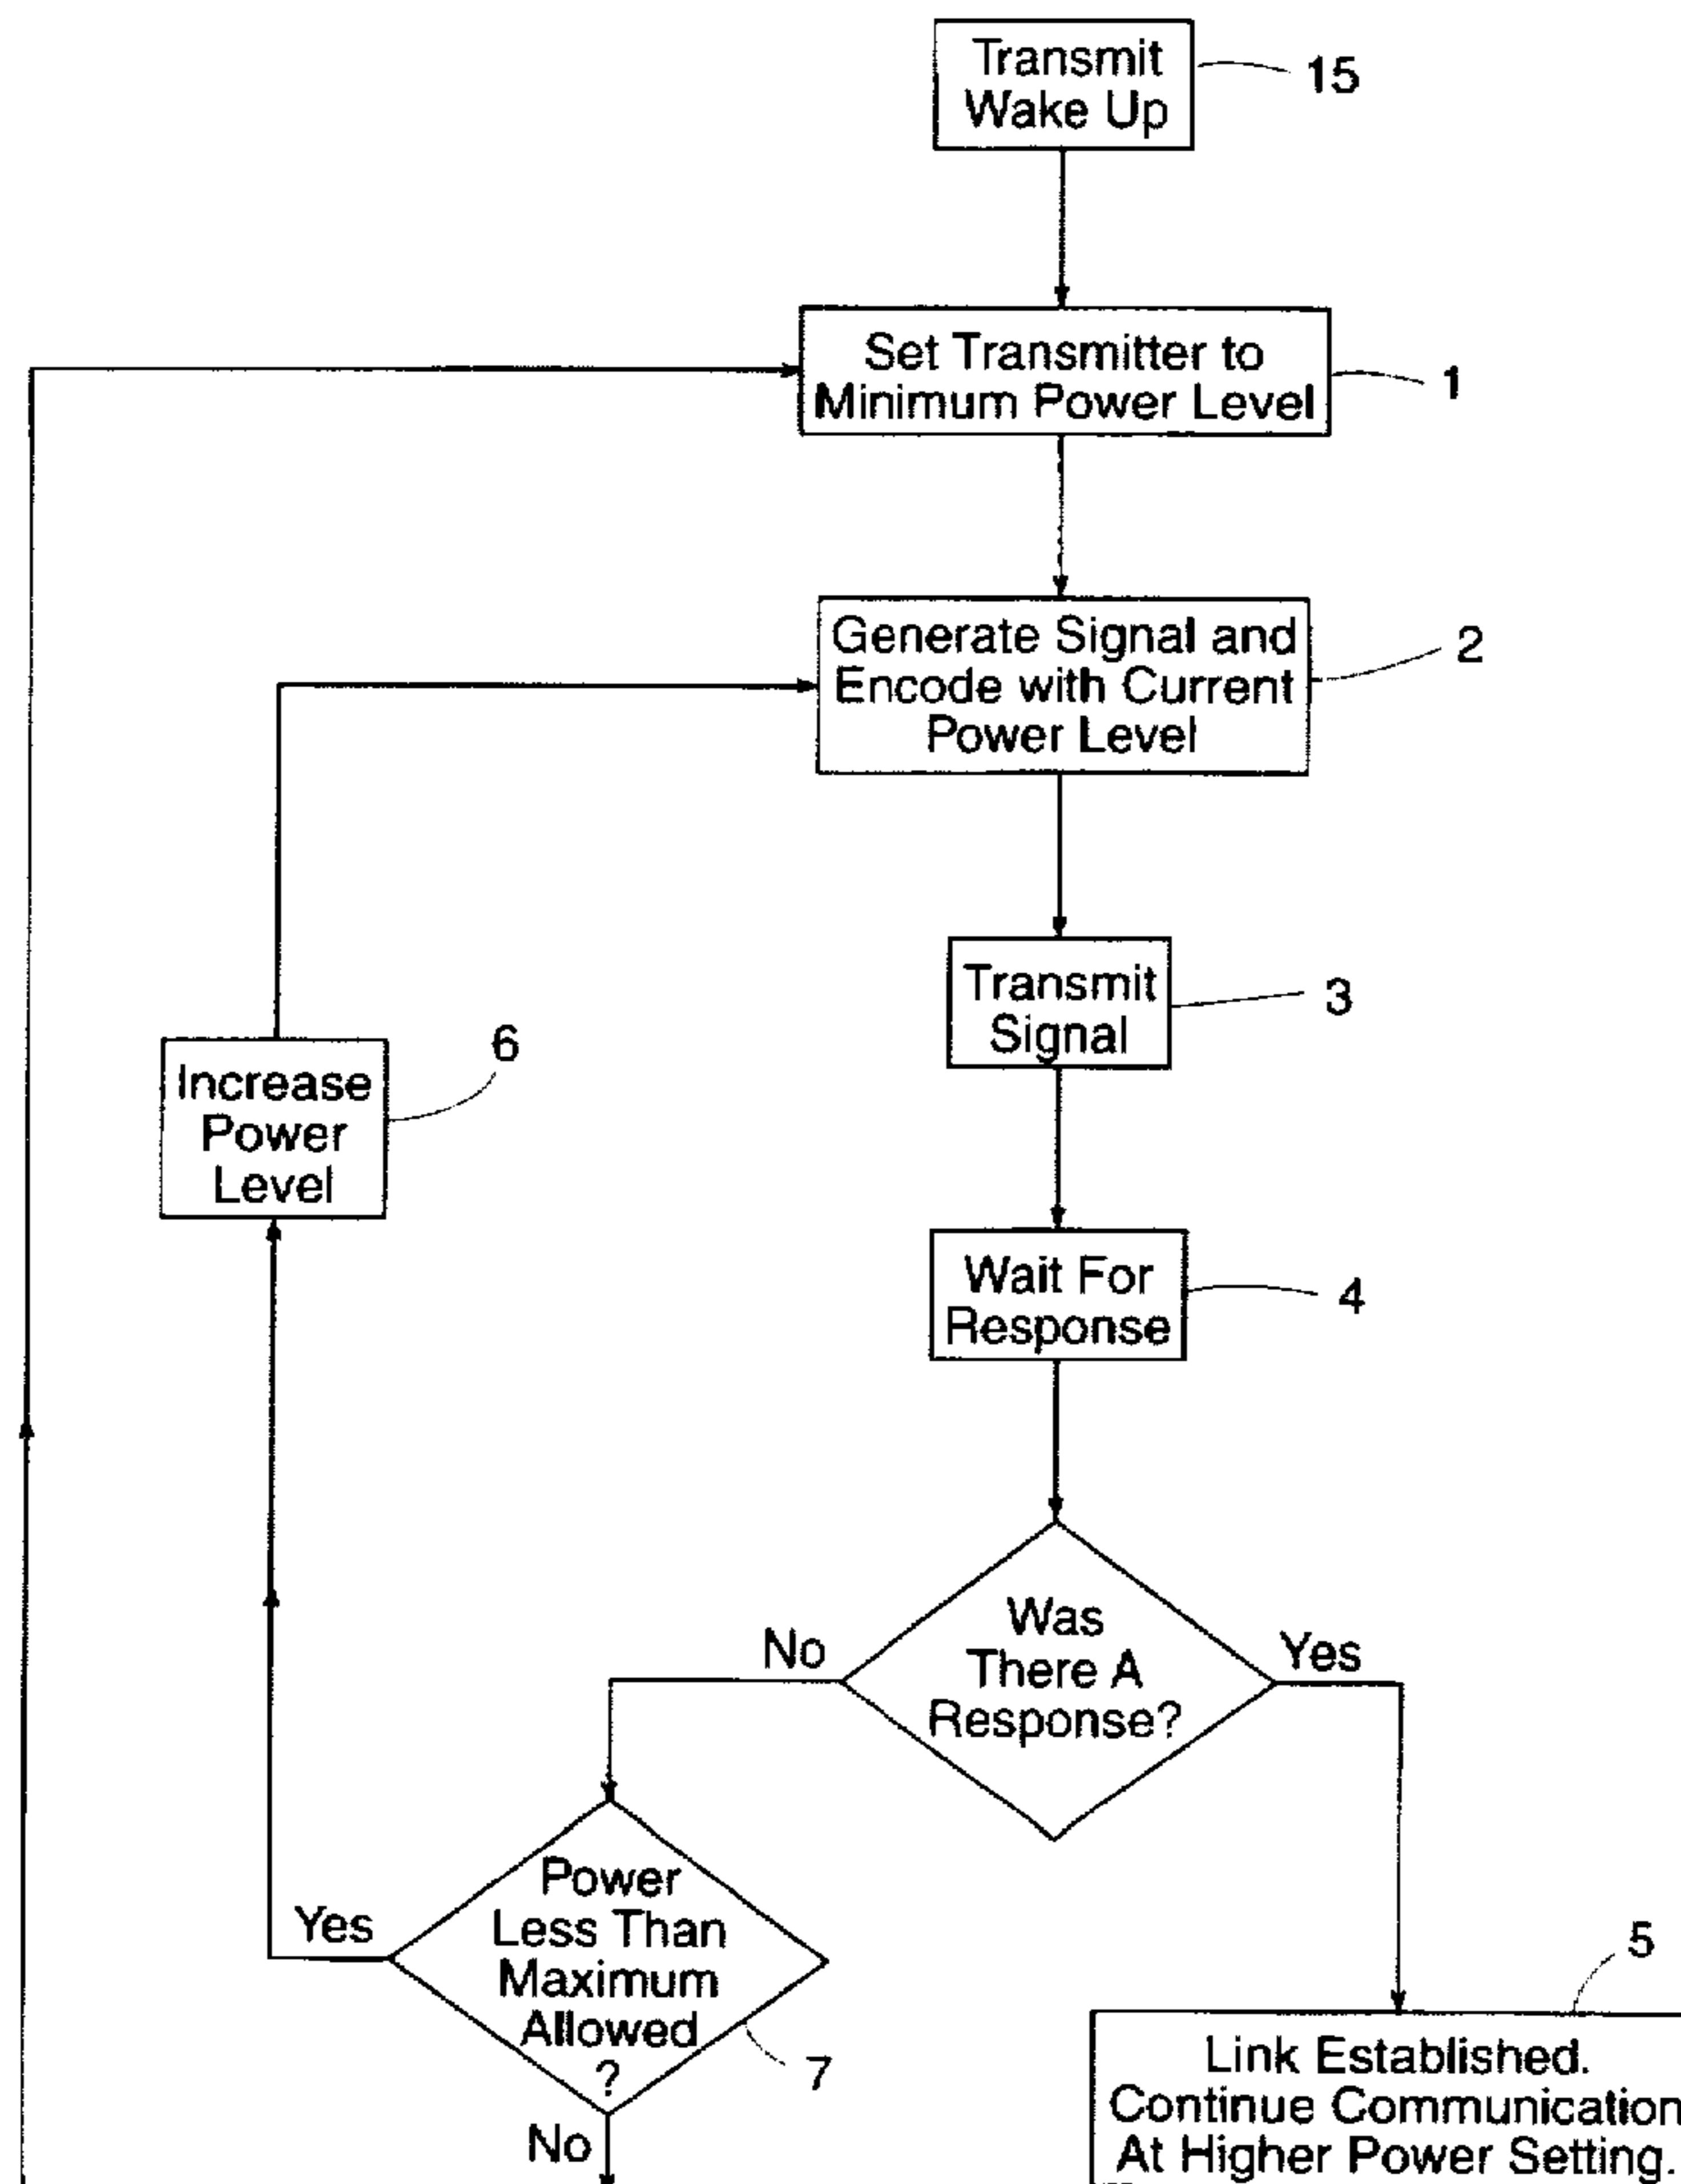 Transmit
Wake Up
15
Set Transmitter to
Minimum Power Level
1
Generate Signal and
Encode with Current
Power Level
2
Transmit
Signal
3
Increase
Power
Level
6
Wait For
Response
4
Was
There A
Response?
No
Yes
Power
Less Than
Maximum
Allowed
?
Yes
7
No
5
Link Established.
Continue Communication
At Higher Power Setting.